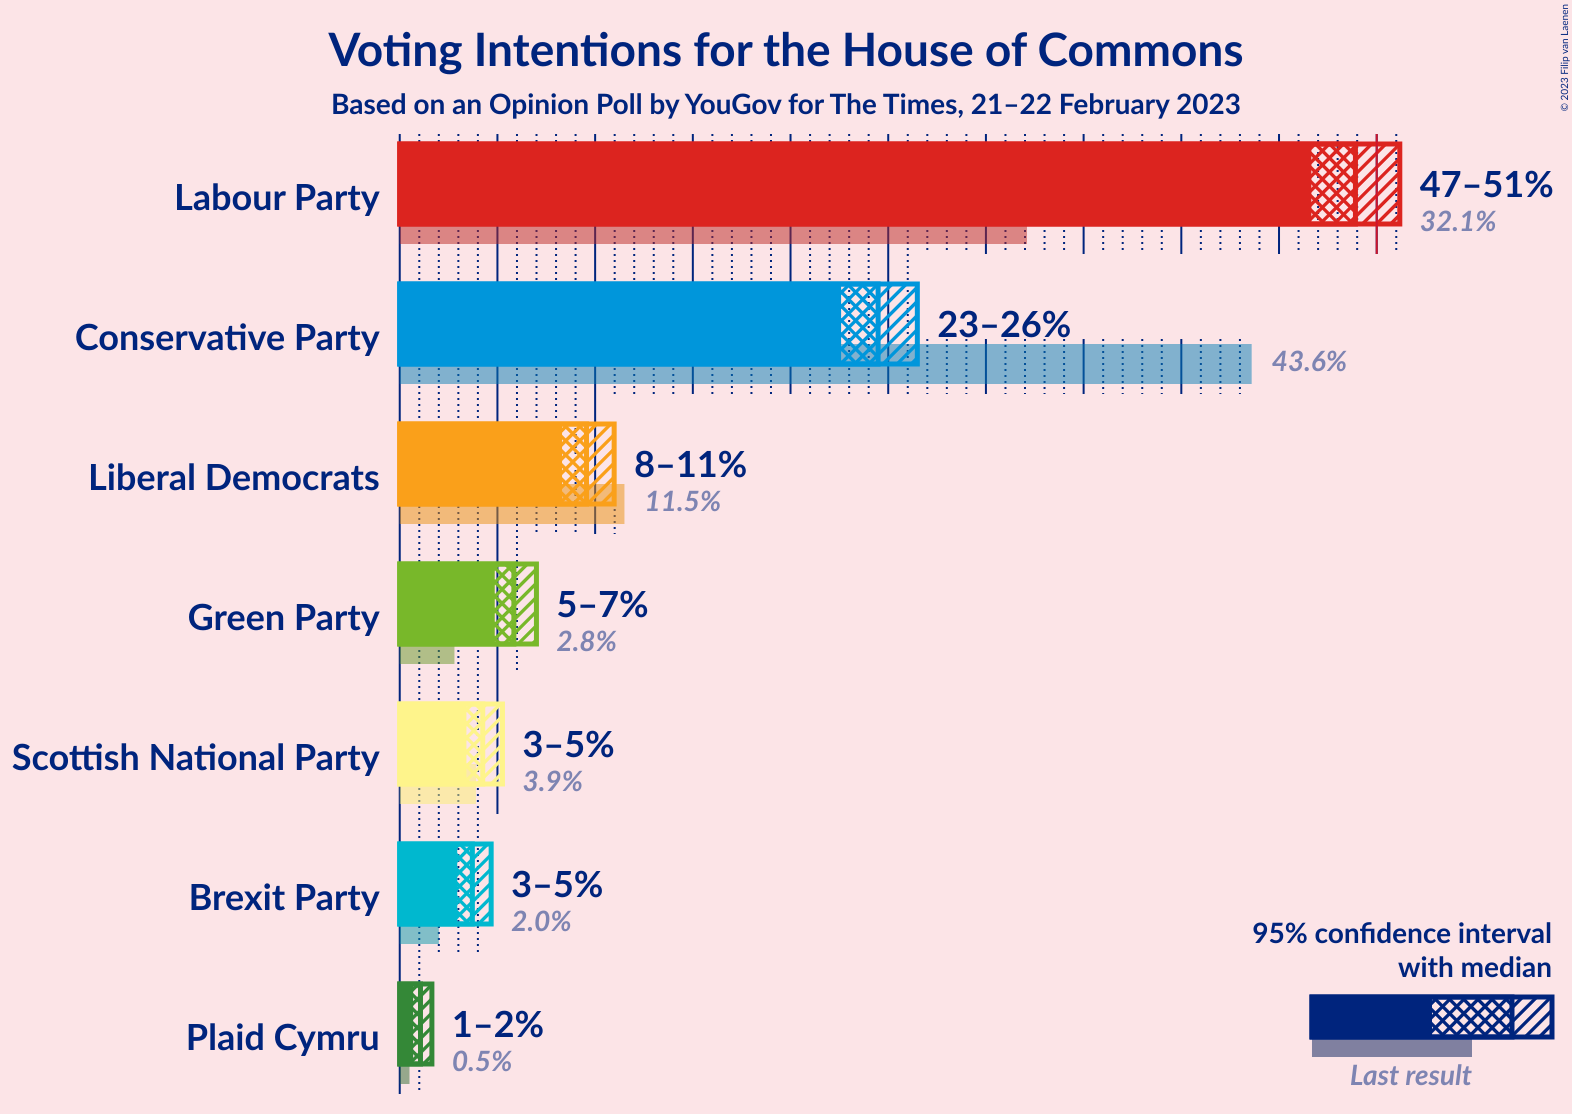 Voting Intentions for the House of Commons
Based on an Opinion Poll by YouGov for The Times, 21–22 February 2023
© 2023 Filip van Laenen
Labour Party
47–51%
32.1%
Conservative Party
23–26%
43.6%
Liberal Democrats
8–11%
11.5%
Green Party
5–7%
2.8%
Scottish National Party
3–5%
3.9%
Brexit Party
3–5%
2.0%
Plaid Cymru
1–2%
0.5%
95% confidence interval
with median
Last result